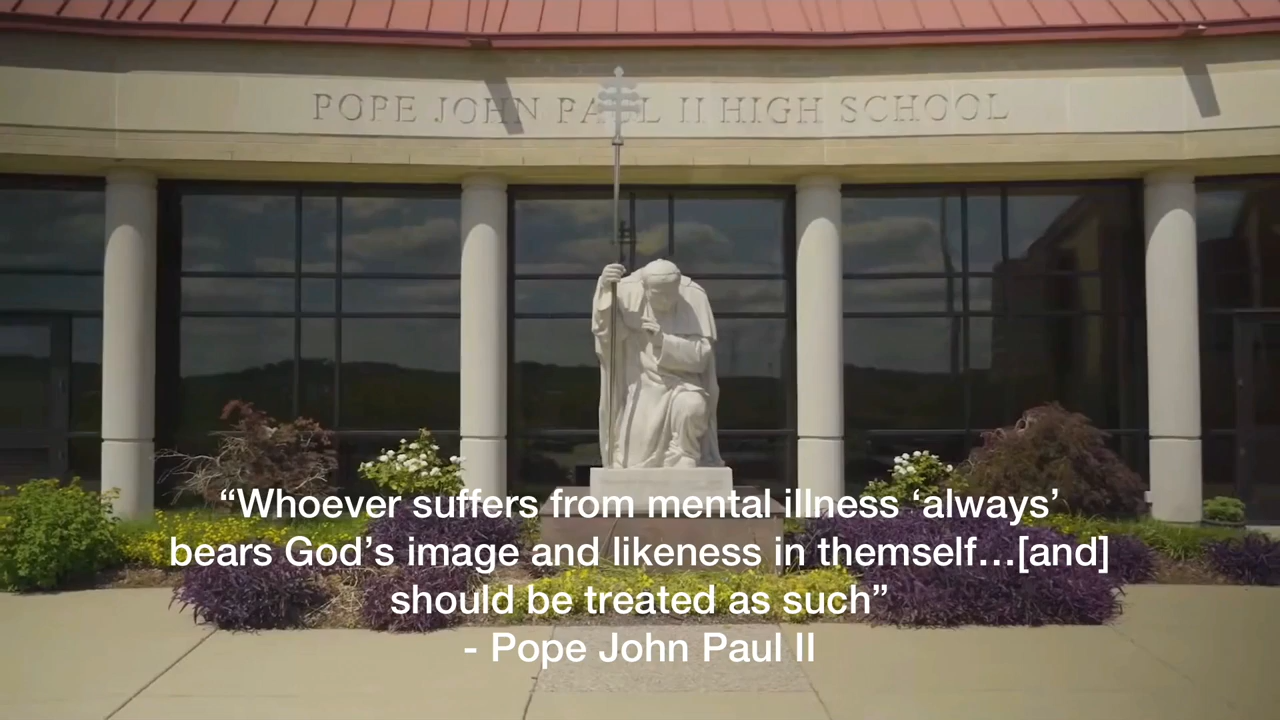 POPE JOHN PAUL II HIGH SCHOOL
“Whoever suffers from mental illness ‘always’
bears God’s image and likeness in themself...[and]
should be treated as such”
- Pope John Paul II